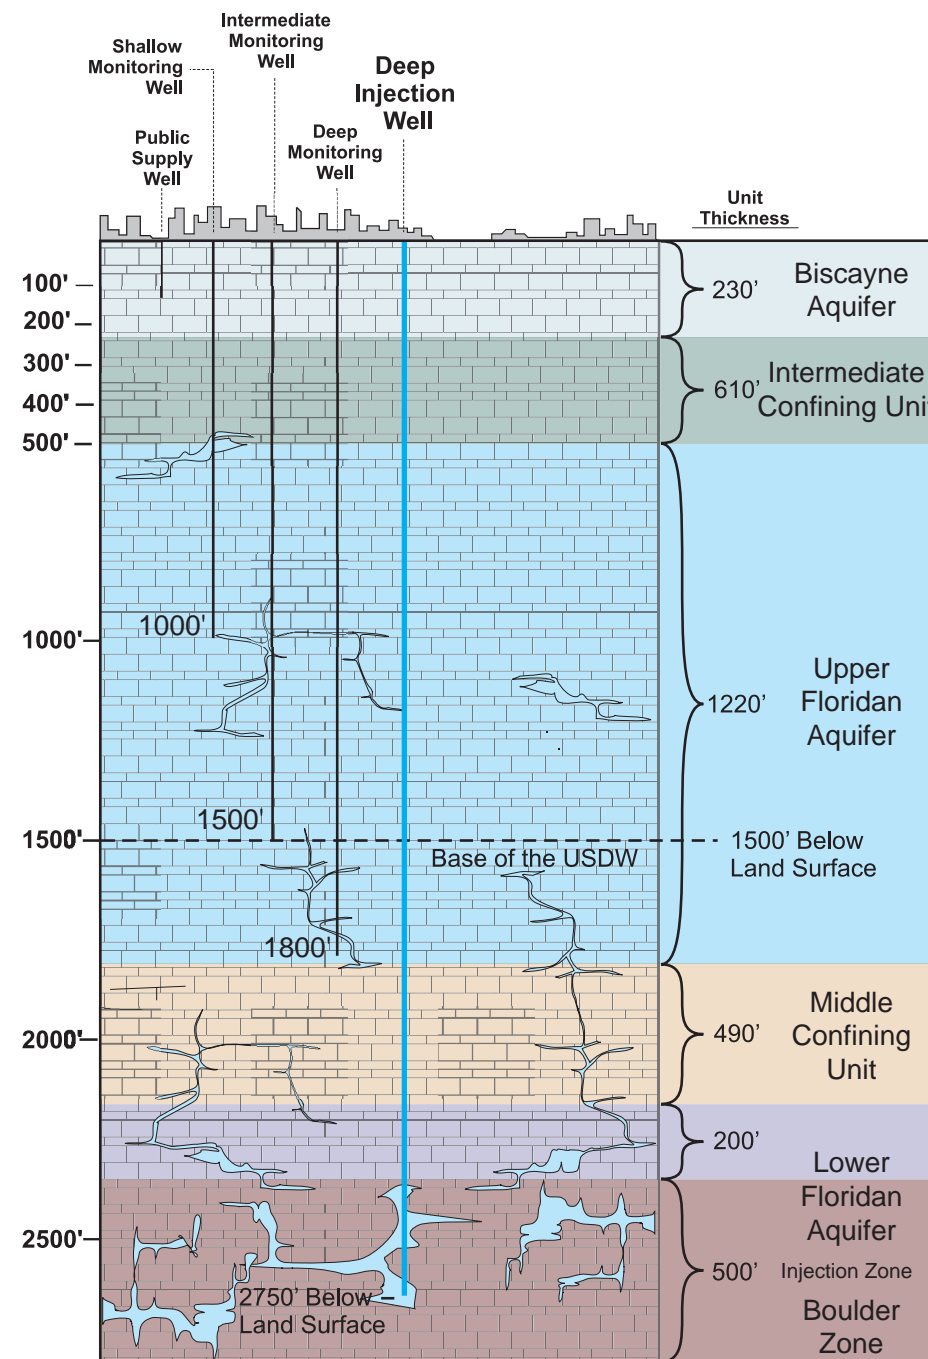 Intermediate
Monitoring
Well
Shallow
Monitoring
Well
Deep
Injection
Well
Public
Supply
Well
Deep
Monitoring
Well
Unit
Thickness
100'
200'
300'
400'
500'
1000'
1500'
2000'
2500'
230’
Biscayne
Aquifer
610’
Intermediate
Confining Unit
1000'
1220’
Upper
Floridan
Aquifer
1500'
Base of the USDW
1500’ Below
Land Surface
1800'
490’
Middle
Confining
Unit
200’
Lower
Floridan
Aquifer
500’
Injection Zone
Boulder
Zone
2750' Below
Land Surface